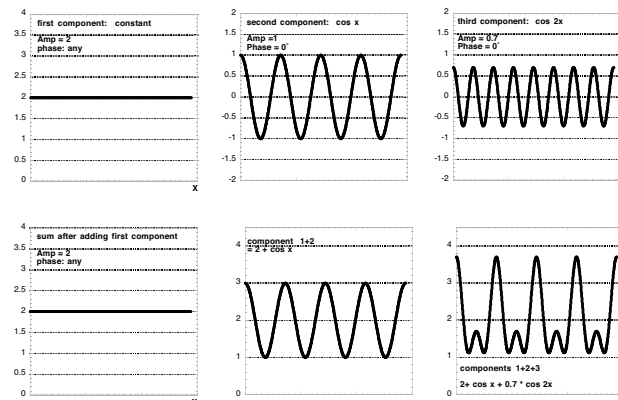 4
3.5
3
2.5
2
1.5
1
0.5
0
first component: constant
Amp = 2
phase: any
x
2
1.5
1
0.5
0
-0.5
-1
-1.5
-2
second component: cos x
Amp =1
Phase = 0°
2
1.5
1
0.5
0
-0.5
-1
-1.5
-2
third component: cos 2x
Amp = 0.7
Phase = 0°
4
3.5
3
2.5
2
1.5
1
0.5
0
sum after adding first component
Amp = 2
phase: any
4
3
2
1
0
component 1+2
= 2 + cos x
4
3
2
1
0
components 1+2+3
2+ cos x + 0.7 * cos 2x